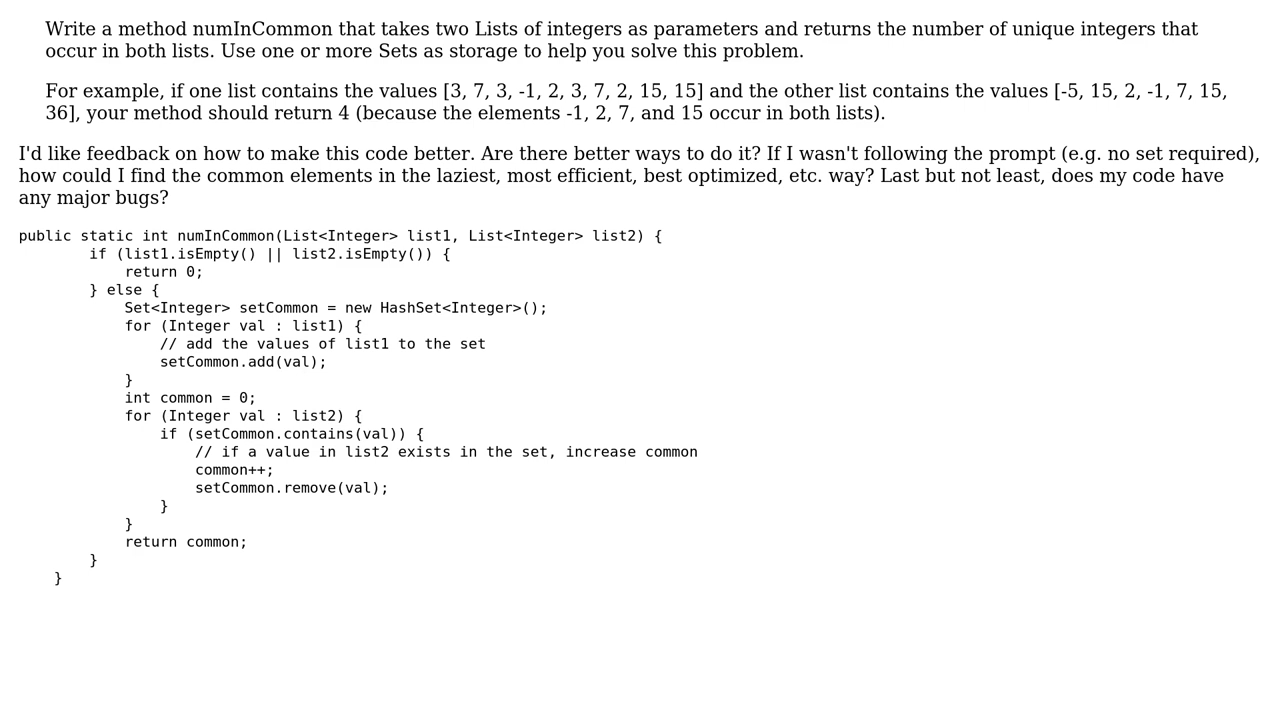 Write a method numInCommon that takes two Lists of integers as parameters and returns the number of unique integers that
occur in both lists. Use one or more Sets as storage to help you solve this problem.
For example, if one list contains the values [3, 7, 3, -1, 2, 3, 7, 2, 15, 15] and the other list contains the values [-5, 15, 2, -1, 7, 15,
36], your method should return 4 (because the elements -1, 2, 7, and 15 occur in both lists).
I'd like feedback on how to make this code better. Are there better ways to do it? If I wasn't following the prompt (e.g. no set required),
how could I find the common elements in the laziest, most efficient, best optimized, etc. way? Last but not least, does my code have
any major bugs?
public static int numInCommon(List<Integer> list1, List<Integer> list2) {
        if (list1.isEmpty() || list2.isEmpty()) {
            return 0;
        } else {
            Set<Integer> setCommon = new HashSet<Integer>();
            for (Integer val : list1) {
                // add the values of list1 to the set
                setCommon.add(val);
            }
            int common = 0;
            for (Integer val : list2) {
                if (setCommon.contains(val)) {
                    // if a value in list2 exists in the set, increase common
                    common++;
                    setCommon.remove(val);
                }
            }
            return common;
        }
    }